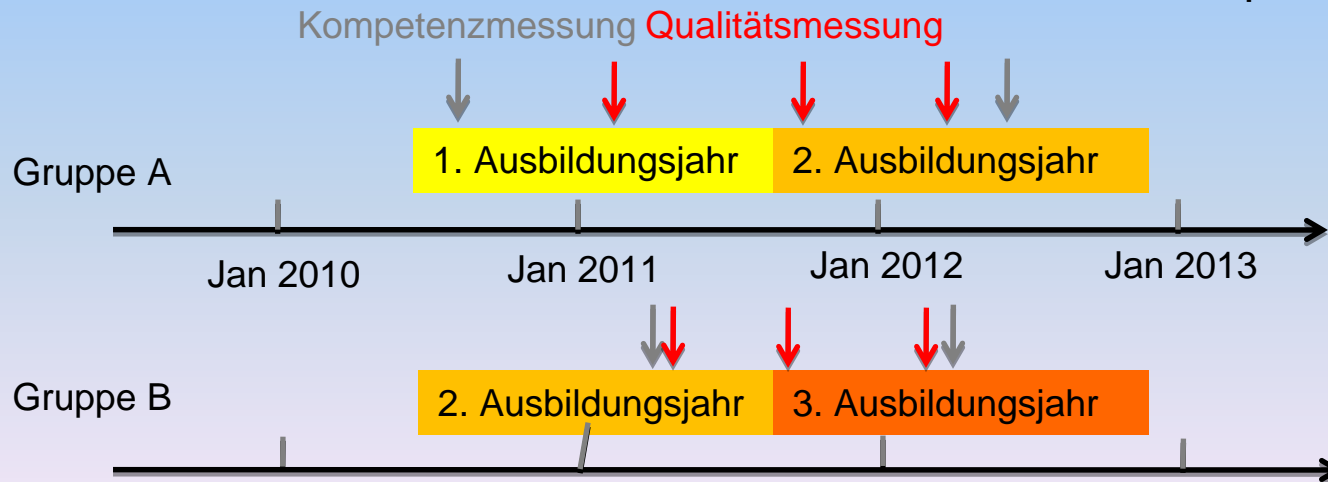 Kompetenzmessung Qualitätsmessung
Gruppe A
1. Ausbildungsjahr 2. Ausbildungsjahr
Jan 2010 Jan 2011 Jan 2012 Jan 2013
Gruppe B
2. Ausbildungsjahr 3. Ausbildungsjahr